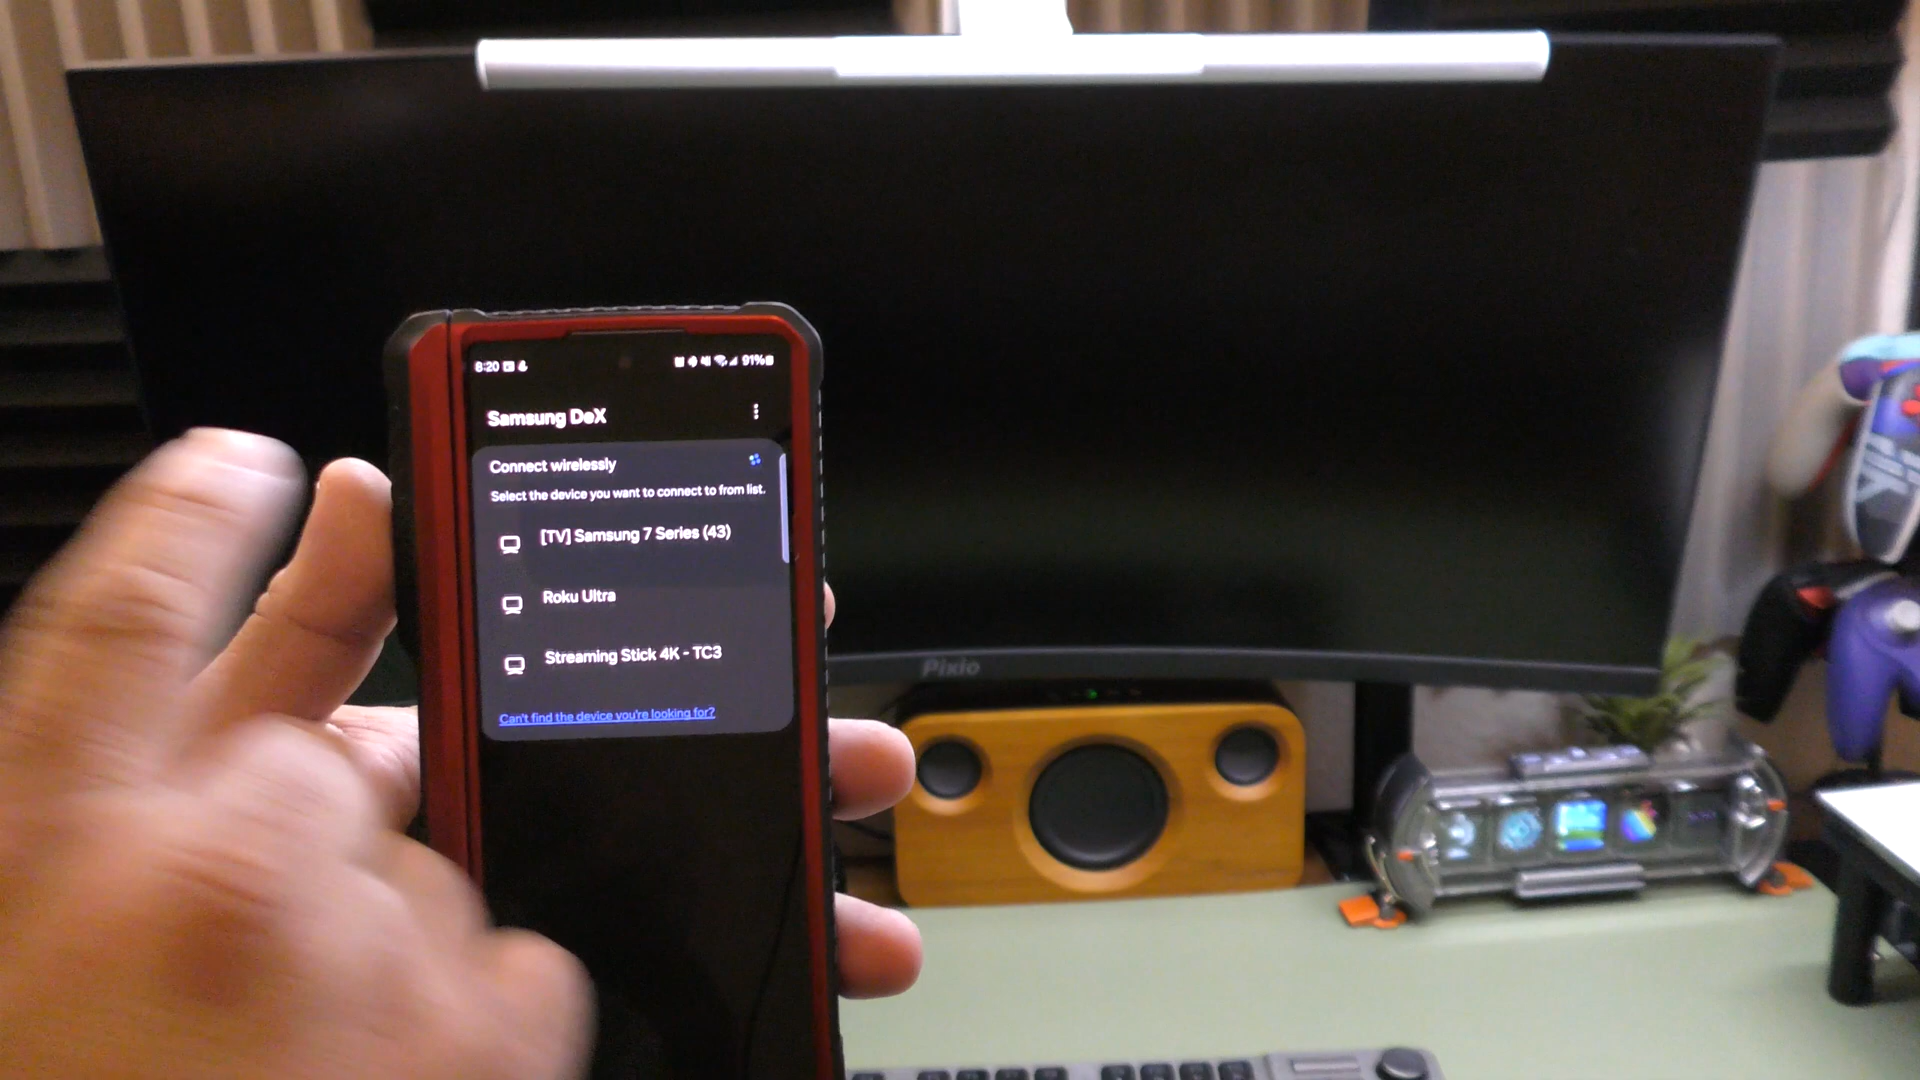 8:20
91%
Samsung DeX
Connect wirelessly
Select the device you want to connect to from list.
[TV] Samsung 7 Series (43)
Roku Ultra
Streaming Stick 4K - TC3
Can't find the device you're looking for?
Pixio